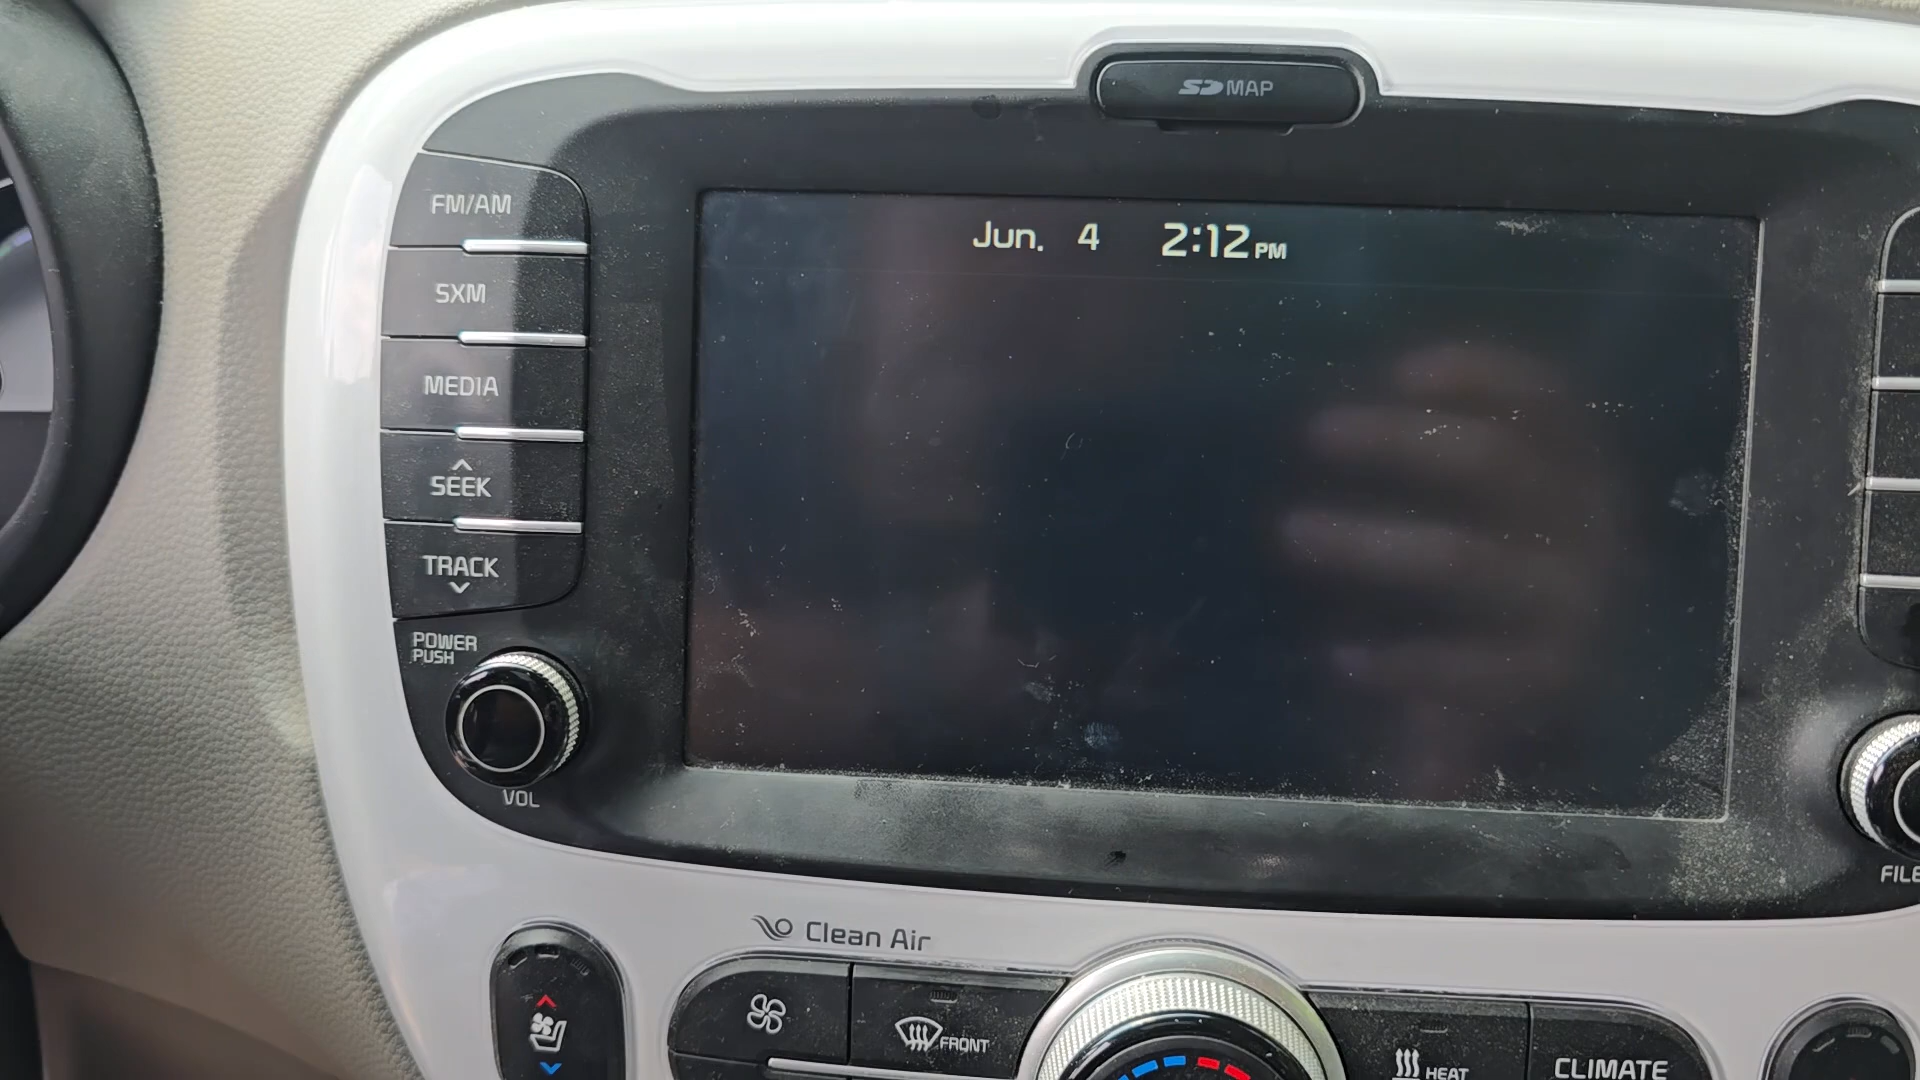 SD MAP
FM/AM
Jun. 4 2:12 PM
SXM
MEDIA
SEEK
TRACK
POWER
PUSH
VOL
FILE
Clean Air
FRONT
HEAT
CLIMATE